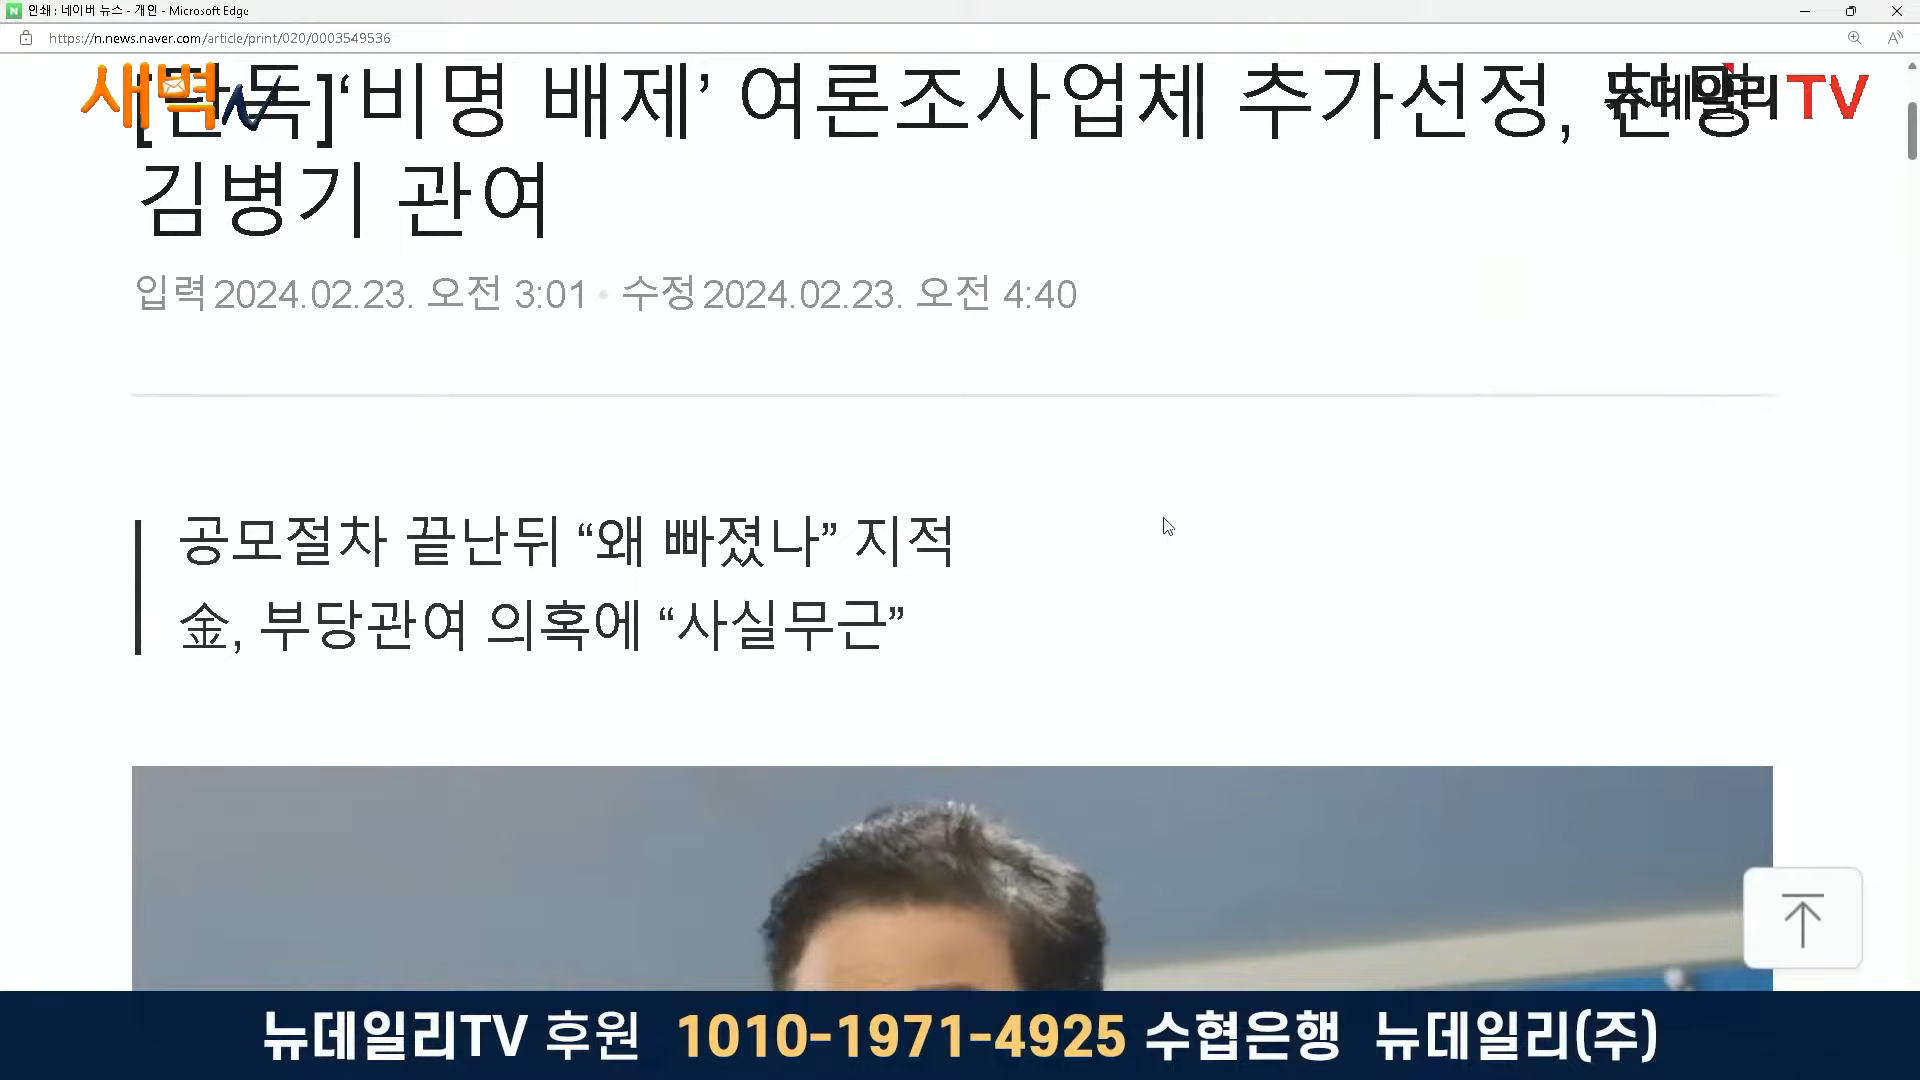 인쇄 : 네이버 뉴스 - 개인 - Microsoft Edge
https://n.news.naver.com/article/print/020/0003549536
새벽N
뉴데일리TV
[단독]‘비명 배제’ 여론조사업체 추가선정, 친명
김병기 관여
입력 2024.02.23. 오전 3:01 수정 2024.02.23. 오전 4:40
공모절차 끝난뒤 “왜 빠졌나” 지적
金, 부당관여 의혹에 “사실무근”
뉴데일리TV 후원 1010-1971-4925 수협은행 뉴데일리(주)